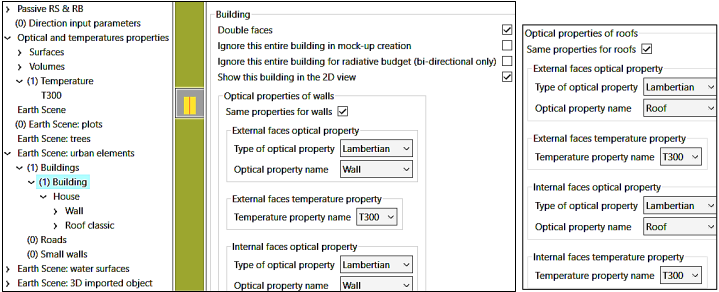 Passive RS & RB
(0) Direction input parameters
Optical and temperatures properties
Surfaces
Volumes
(1) Temperature
T300
Earth Scene
(0) Earth Scene: plots
Earth Scene: trees
Earth Scene: urban elements
(1) Buildings
(1) Building
House
Wall
Roof classic
(0) Roads
(0) Small walls
Earth Scene: water surfaces
Earth Scene: 3D imported object
Building
Double faces
Ignore this entire building in mock-up creation
Ignore this entire building for radiative budget (bi-directional only)
Show this building in the 2D view
Optical properties of walls
Same properties for walls
External faces optical property
Type of optical property Lambertian
Optical property name Wall
External faces temperature property
Temperature property name T300
Internal faces optical property
Type of optical property Lambertian
Optical property name Wall
Optical properties of roofs
Same properties for roofs
External faces optical property
Type of optical property Lambertian
Optical property name Roof
External faces temperature property
Temperature property name T300
Internal faces optical property
Type of optical property Lambertian
Optical property name Roof
Internal faces temperature property
Temperature property name T300